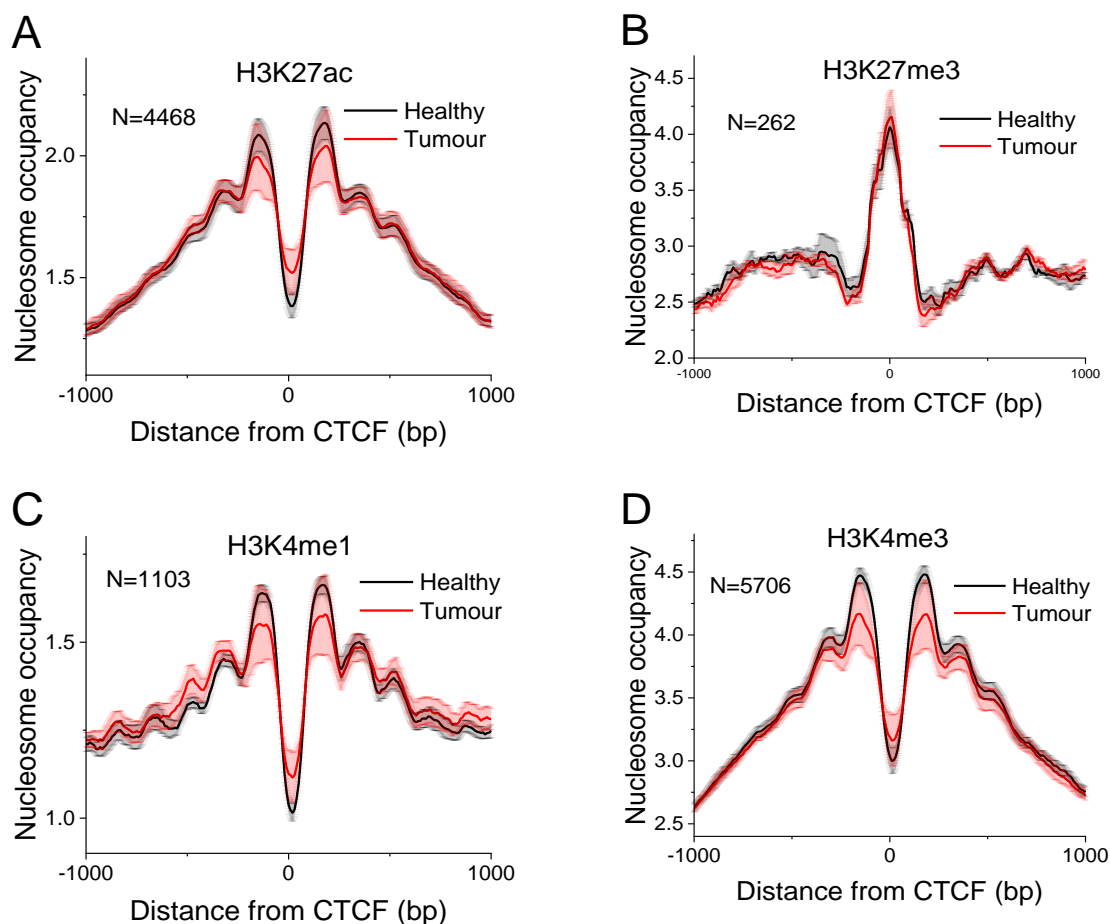 A
H3K27ac
N=4468
Healthy
Tumour
Nucleosome occupancy
2.0
1.5
-1000
0
1000
Distance from CTCF (bp)
B
H3K27me3
N=262
Healthy
Tumour
Nucleosome occupancy
4.5
4.0
3.5
3.0
2.5
2.0
-1000
0
1000
Distance from CTCF (bp)
C
H3K4me1
N=1103
Healthy
Tumour
Nucleosome occupancy
1.5
1.0
-1000
0
1000
Distance from CTCF (bp)
D
H3K4me3
N=5706
Healthy
Tumour
Nucleosome occupancy
4.5
4.0
3.5
3.0
2.5
-1000
0
1000
Distance from CTCF (bp)